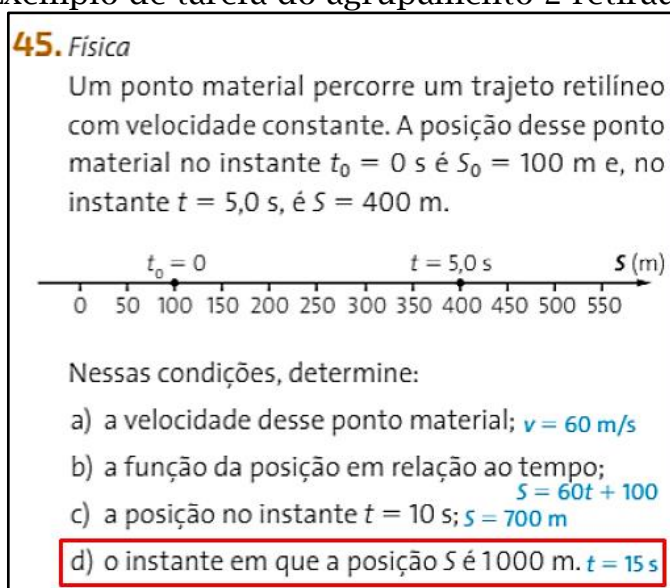 Exemplo de tarefa do agrupamento 2 retirad
45. Física
Um ponto material percorre um trajeto retilíneo
com velocidade constante. A posição desse ponto
material no instante t₀ = 0 s é S₀ = 100 m e, no
instante t = 5,0 s, é S = 400 m.
t₀ = 0 t = 5,0 s S (m)
0 50 100 150 200 250 300 350 400 450 500 550
Nessas condições, determine:
a) a velocidade desse ponto material; v = 60 m/s
b) a função da posição em relação ao tempo;
S = 60t + 100
c) a posição no instante t = 10 s; S = 700 m
d) o instante em que a posição S é 1000 m. t = 15 s